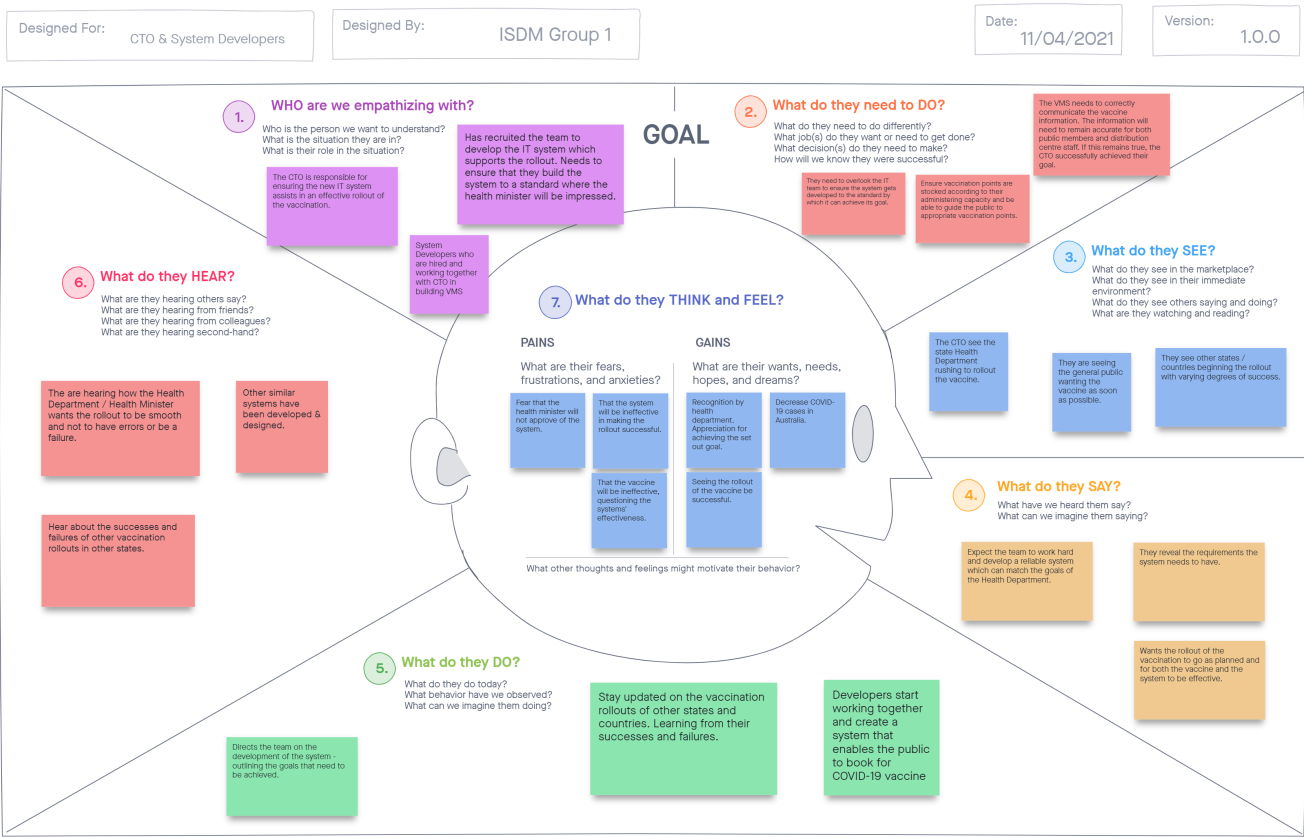 Designed For:
CTO & System Developers
Designed By:
ISDM Group 1
Date:
11/04/2021
Version:
1.0.0
GOAL
1.
WHO are we empathizing with?
Who is the person we want to understand?
What is the situation they are in?
What is their role in the situation?
The CTO is responsible for
ensuring the new IT system
assists in an effective rollout of
the vaccination.
Has recruited the team to
develop the IT system which
supports the rollout. Needs to
ensure that they build the
system to a standard where the
health minister will be impressed.
System
Developers who
are hired and
working together
with CTO in
building VMS
2.
What do they need to DO?
What do they need to do differently?
What job(s) do they want or need to get done?
What decision(s) do they need to make?
How will we know they were successful?
They need to overlook the IT
team to ensure the system gets
developed to the standard by
which it can achieve its goal.
Ensure vaccination points are
stocked according to their
administering capacity and be
able to guide the public to
appropriate vaccination points.
The VMS needs to correctly
communicate the vaccine
information. The information will
need to remain accurate for both
public members and distribution
centre staff. If this remains true, the
CTO successfully achieved their
goal.
3.
What do they SEE?
What do they see in the marketplace?
What do they see in their immediate
environment?
What do they see others saying and doing?
What are they watching and reading?
The CTO see the
state Health
Department
rushing to rollout
the vaccine.
They are seeing
the general public
wanting the
vaccine as soon
as possible.
They see other states /
countries beginning the rollout
with varying degrees of success.
4.
What do they SAY?
What have we heard them say?
What can we imagine them saying?
Expect the team to work hard
and develop a reliable system
which can match the goals of
the Health Department.
They reveal the requirements the
system needs to have.
Wants the rollout of the
vaccination to go as planned and
for both the vaccine and the
system to be effective.
5.
What do they DO?
What do they do today?
What behavior have we observed?
What can we imagine them doing?
Directs the team on the
development of the system -
outlining the goals that need to
be achieved.
Stay updated on the vaccination
rollouts of other states and
countries. Learning from their
successes and failures.
Developers start
working together
and create a
system that
enables the public
to book for
COVID-19 vaccine
6.
What do they HEAR?
What are they hearing others say?
What are they hearing from friends?
What are they hearing from colleagues?
What are they hearing second-hand?
The are hearing how the Health
Department / Health Minister
wants the rollout to be smooth
and not to have errors or be a
failure.
Other similar
systems have
been developed &
designed.
Hear about the successes and
failures of other vaccination
rollouts in other states.
7.
What do they THINK and FEEL?
PAINS
What are their fears,
frustrations, and anxieties?
Fear that the
health minister will
not approve of the
system.
That the system
will be ineffective
in making the
rollout successful.
That the vaccine
will be ineffective,
questioning the
systems'
effectiveness.
GAINS
What are their wants, needs,
hopes, and dreams?
Recognition by
health
department.
Appreciation for
achieving the set
out goal.
Decrease COVID-
19 cases in
Australia.
Seeing the rollout
of the vaccine be
successful.
What other thoughts and feelings might motivate their behavior?